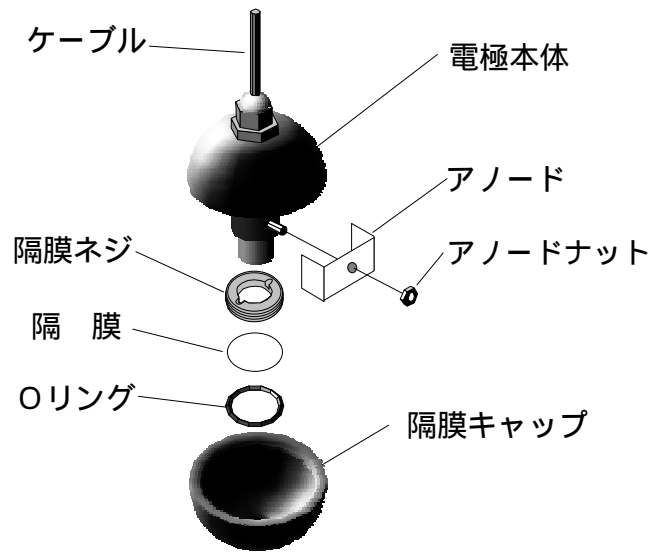 ケーブル
電極本体
アノード
隔膜ネジ
アノードナット
隔　膜
Oリング
隔膜キャップ